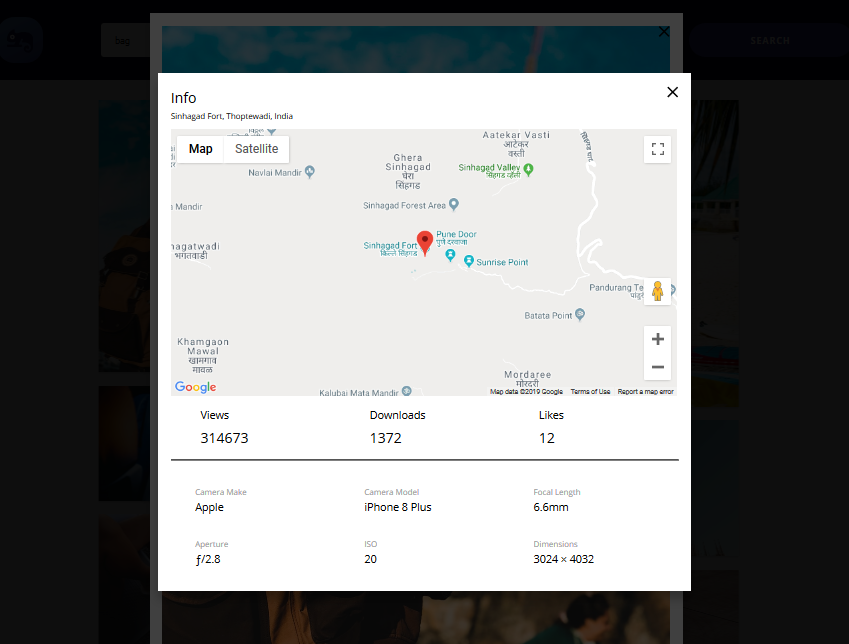 bag
SEARCH
Info
Sinhagad Fort, Thoptewadi, India
Map
Satellite
Aatekar Vasti
आटेकर
वस्ती
Ghera
Sinhagad
घेरा
सिंहगड
Sinhagad Valley
सिंहगड व्हॅली
Navlai Mandir
Mandir
Sinhagad Forest Area
Pune Door
पुणे दरवाजा
Sinhagad Fort
किल्ले सिंहगड
Sunrise Point
nagatwadi
भगतवाडी
Pandurang Te
पांडुरं
Batata Point
Khamgaon
Mawal
खामगाव
मावळ
Mordaree
मोरदरी
Kalubai Mata Mandir
Google
Map data ©2019 Google
Terms of Use
Report a map error
Views
Downloads
Likes
314673
1372
12
Camera Make
Camera Model
Focal Length
Apple
iPhone 8 Plus
6.6mm
Aperture
ISO
Dimensions
ƒ/2.8
20
3024 × 4032